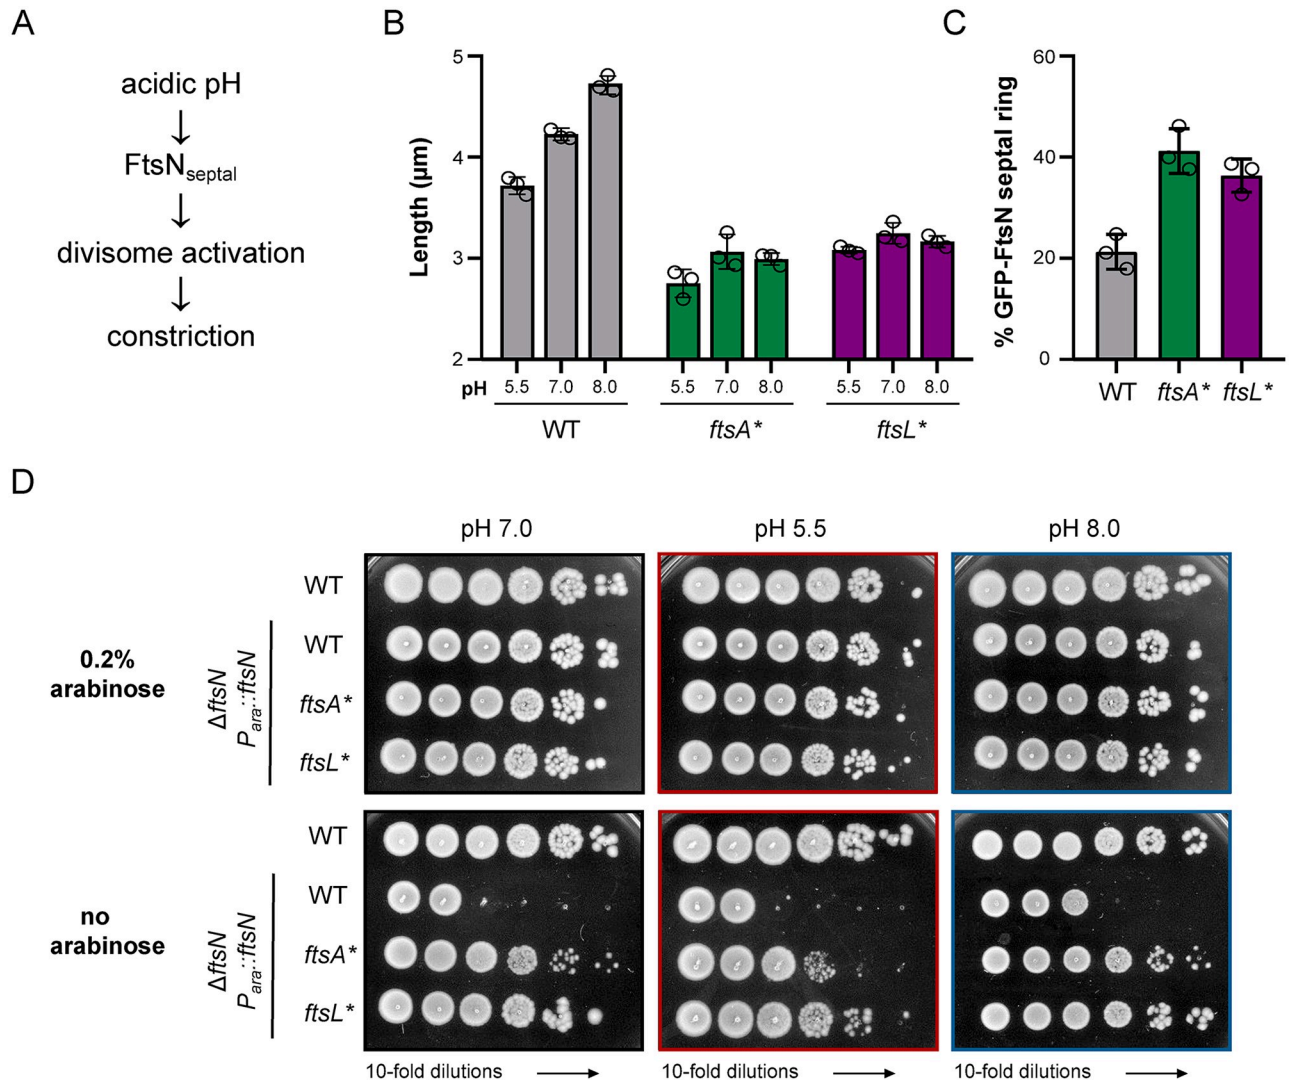 A
acidic pH
FtsNseptal
divisome activation
constriction
B
Length (µm)
5
4
3
2
pH
5.5 7.0 8.0 5.5 7.0 8.0 5.5 7.0 8.0
WT ftsA* ftsL*
C
% GFP-FtsN septal ring
60
40
20
0
WT ftsA* ftsL*
D
pH 7.0 pH 5.5 pH 8.0
0.2%
arabinose
ΔftsN
Para::ftsN
WT
WT
ftsA*
ftsL*
no
arabinose
ΔftsN
Para::ftsN
WT
WT
ftsA*
ftsL*
10-fold dilutions 10-fold dilutions 10-fold dilutions